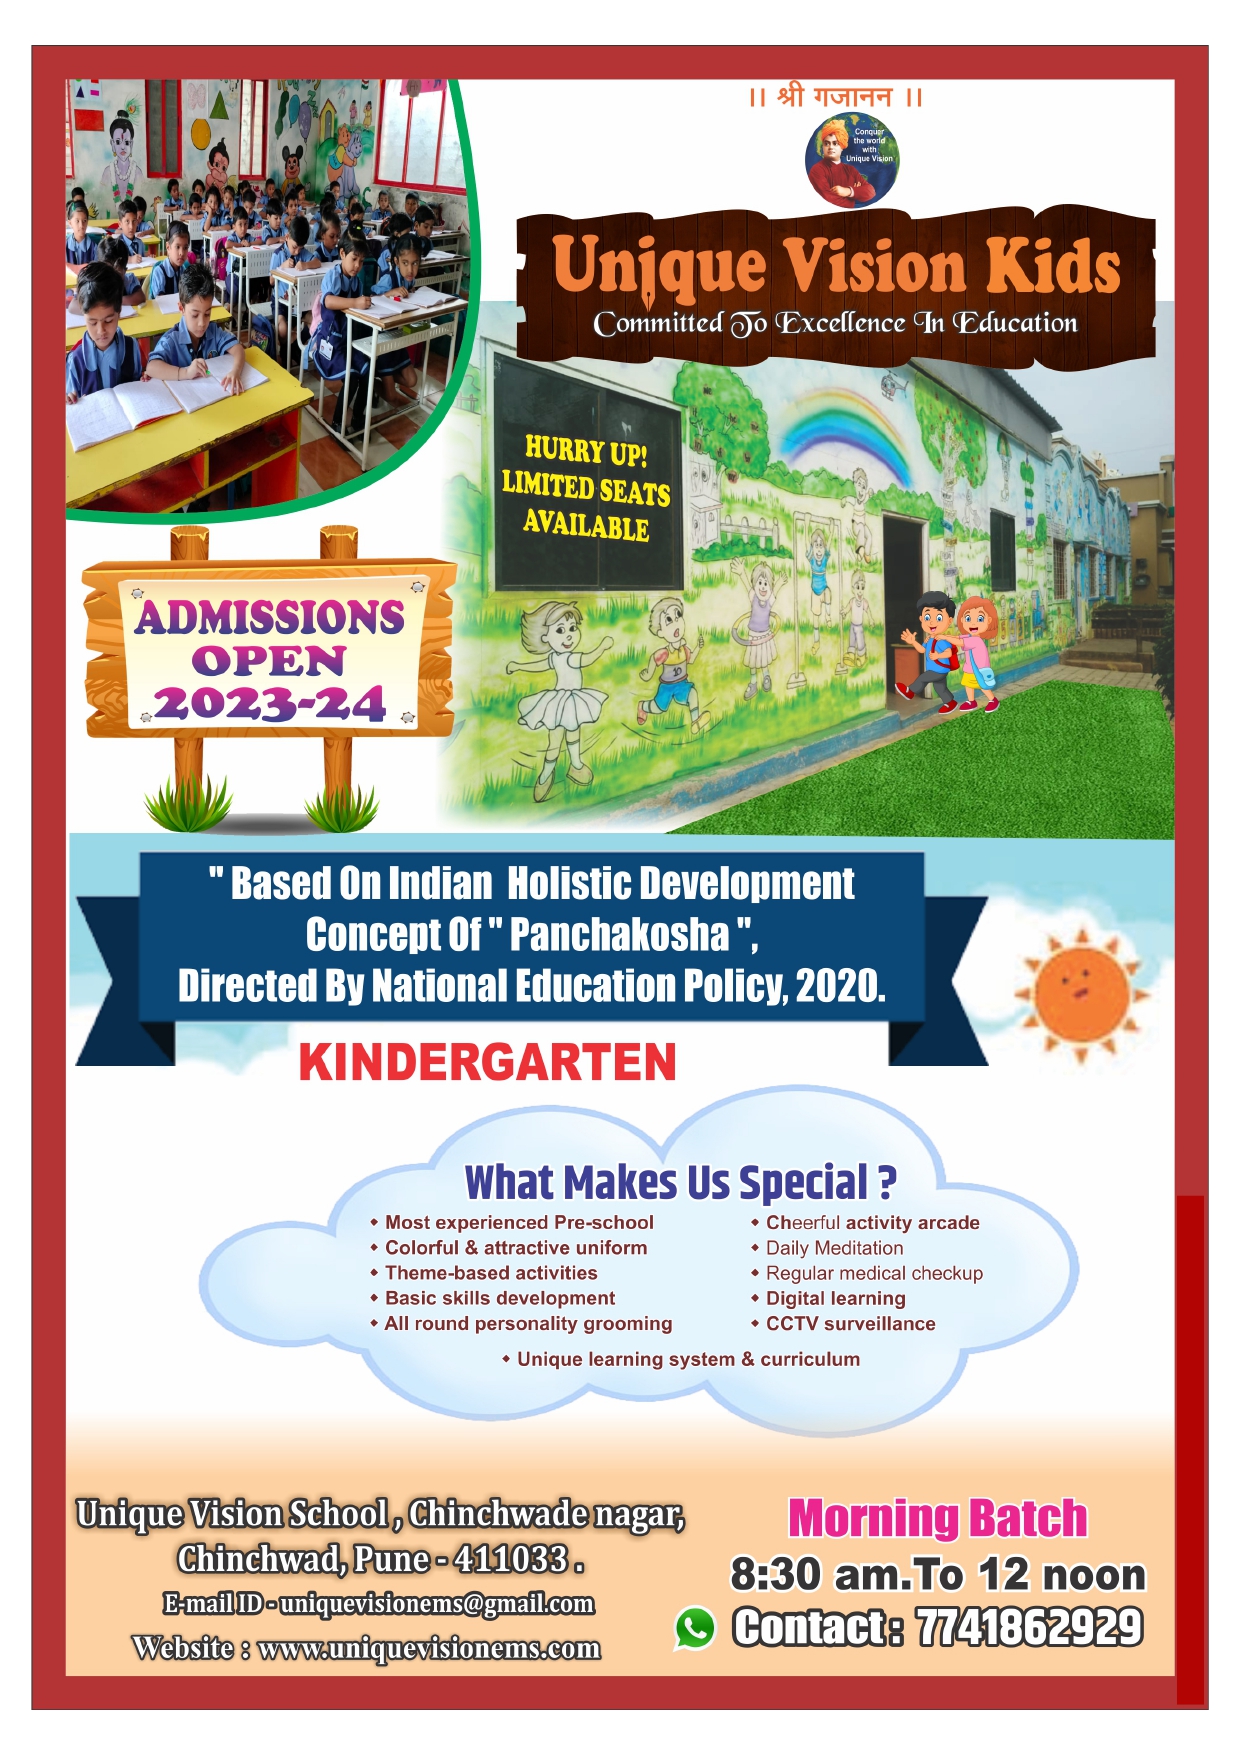 ।। श्री गजानन ।।
Conquer
the world
with
Unique Vision
Unique Vision Kids
Committed To Excellence In Education
HURRY UP!
LIMITED SEATS
AVAILABLE
ADMISSIONS
OPEN
2023-24
" Based On Indian Holistic Development
Concept Of " Panchakosha ",
Directed By National Education Policy, 2020.
KINDERGARTEN
What Makes Us Special ?
Most experienced Pre-school
Colorful & attractive uniform
Theme-based activities
Basic skills development
All round personality grooming
Cheerful activity arcade
Daily Meditation
Regular medical checkup
Digital learning
CCTV surveillance
Unique learning system & curriculum
Unique Vision School , Chinchwade nagar,
Chinchwad, Pune - 411033 .
E-mail ID - uniquevisionems@gmail.com
Website : www.uniquevisionems.com
Morning Batch
8:30 am.To 12 noon
Contact : 7741862929